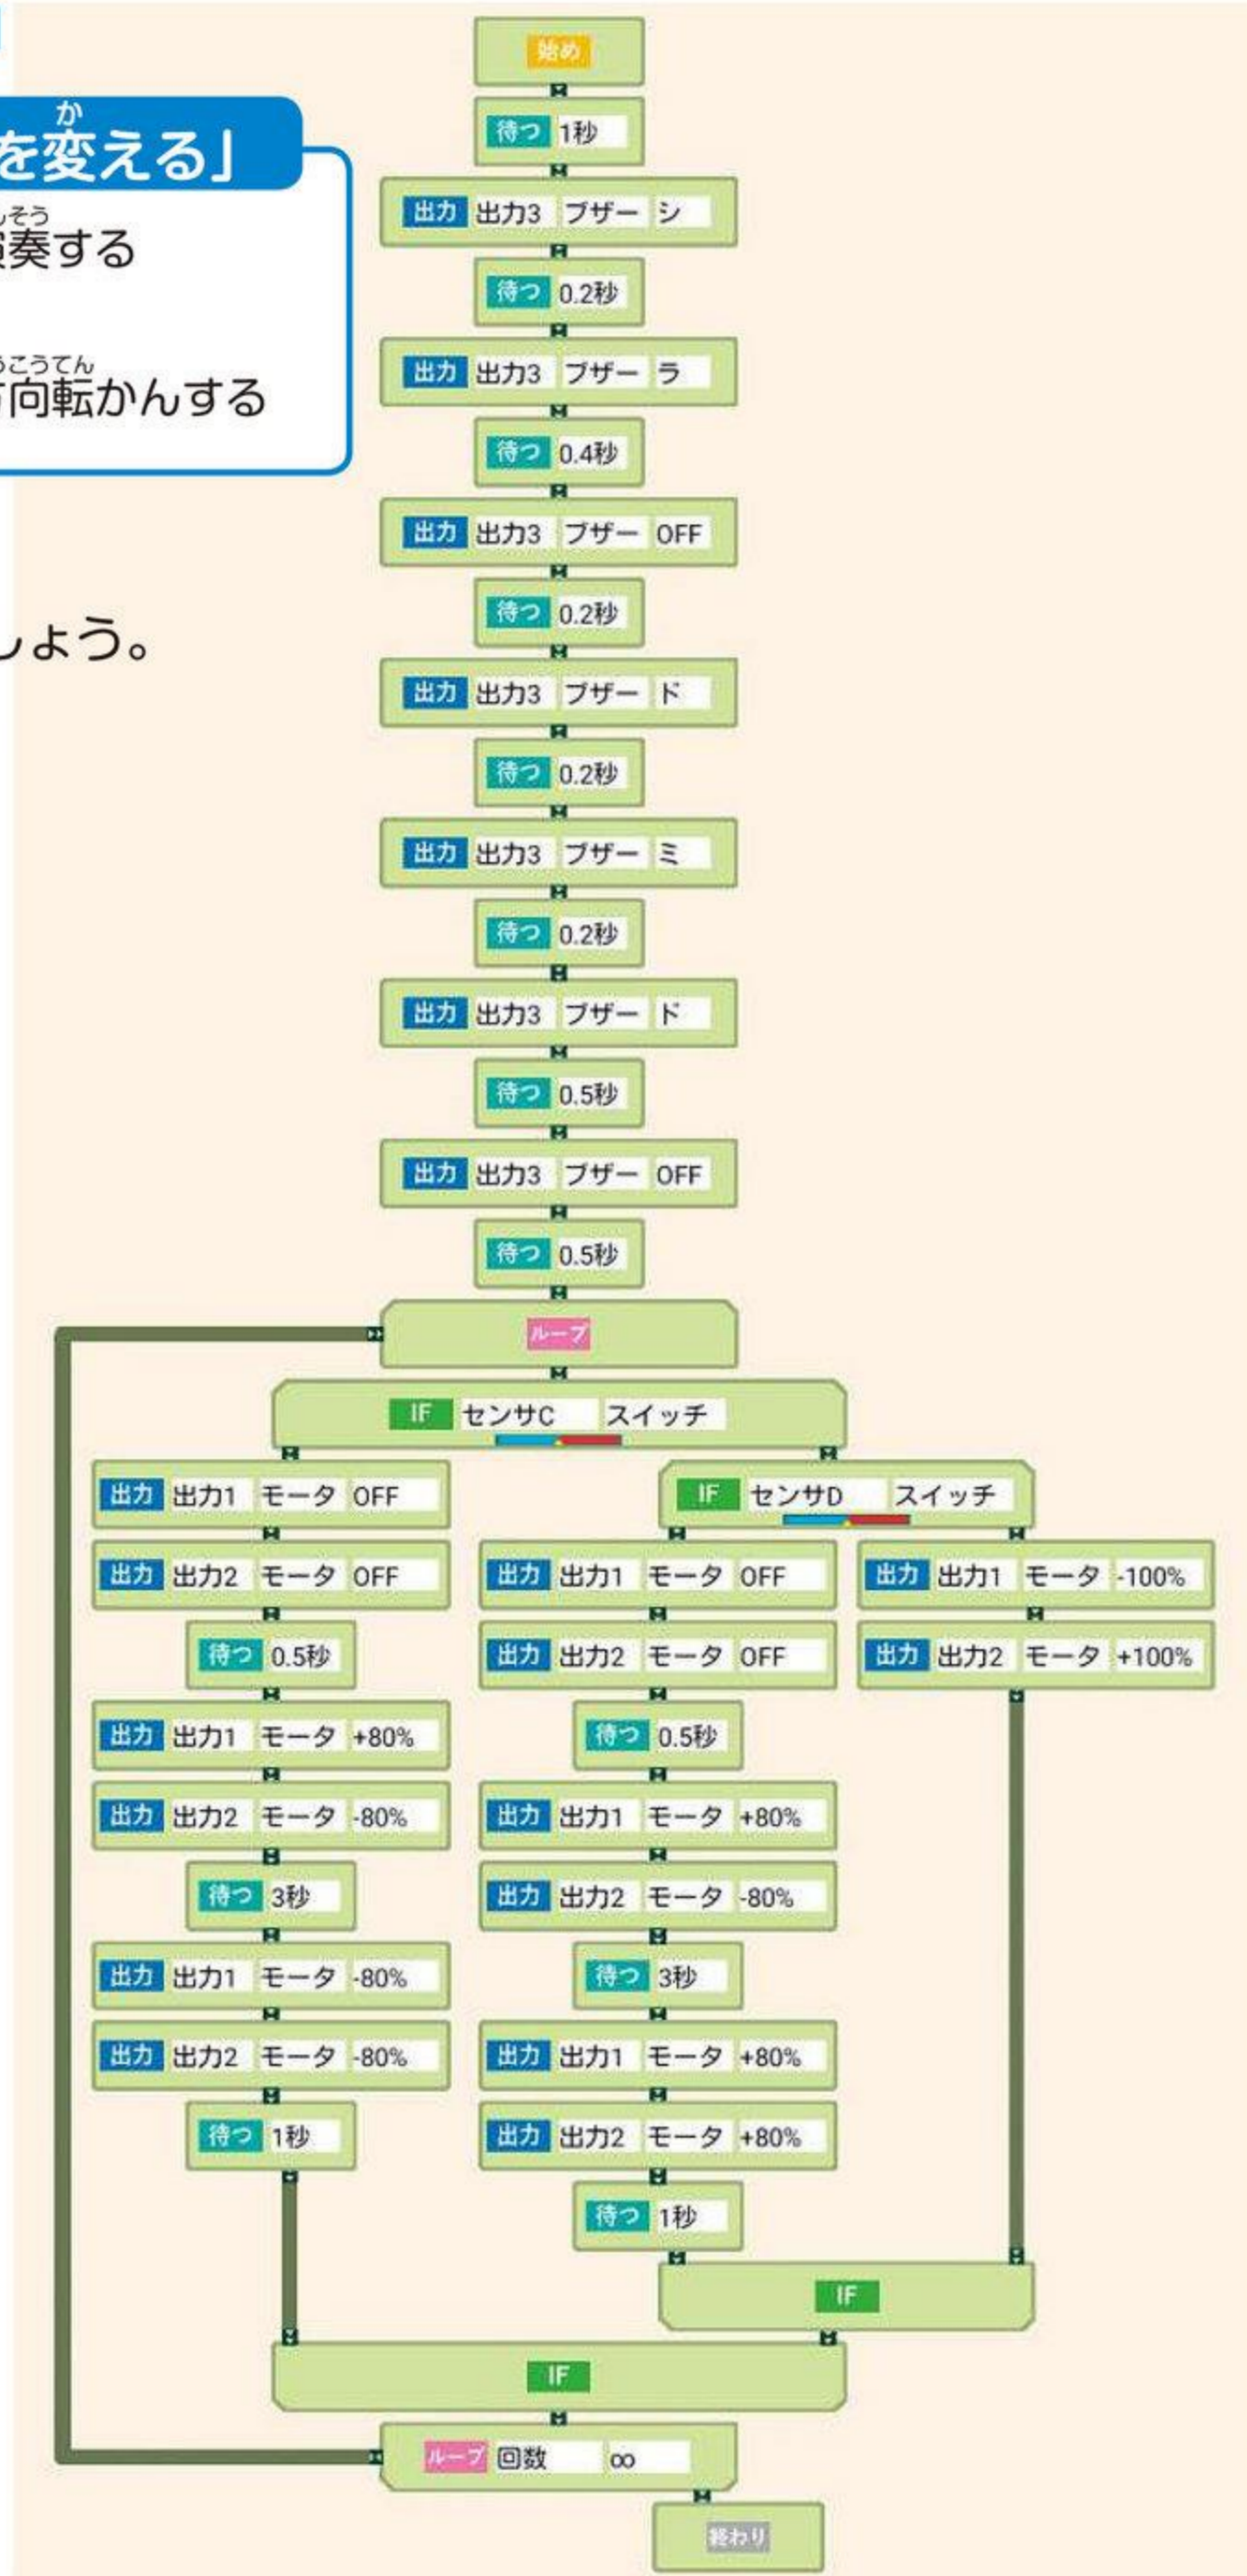 を変える」
か
奏する
向転かんする
こうてん
しょう。
始め
待つ 1秒
出力 出力3 ブザー シ
待つ 0.2秒
出力 出力3 ブザー ラ
待つ 0.4秒
出力 出力3 ブザー OFF
待つ 0.2秒
出力 出力3 ブザー ド
待つ 0.2秒
出力 出力3 ブザー ミ
待つ 0.2秒
出力 出力3 ブザー ド
待つ 0.5秒
出力 出力3 ブザー OFF
待つ 0.5秒
ループ
IF センサC スイッチ
出力 出力1 モータ OFF
出力 出力2 モータ OFF
待つ 0.5秒
出力 出力1 モータ +80%
出力 出力2 モータ -80%
待つ 3秒
出力 出力1 モータ -80%
出力 出力2 モータ -80%
待つ 1秒
IF センサD スイッチ
出力 出力1 モータ OFF
出力 出力2 モータ OFF
待つ 0.5秒
出力 出力1 モータ +80%
出力 出力2 モータ -80%
待つ 3秒
出力 出力1 モータ +80%
出力 出力2 モータ +80%
待つ 1秒
出力 出力1 モータ -100%
出力 出力2 モータ +100%
IF
IF
ループ 回数 ∞
終わり